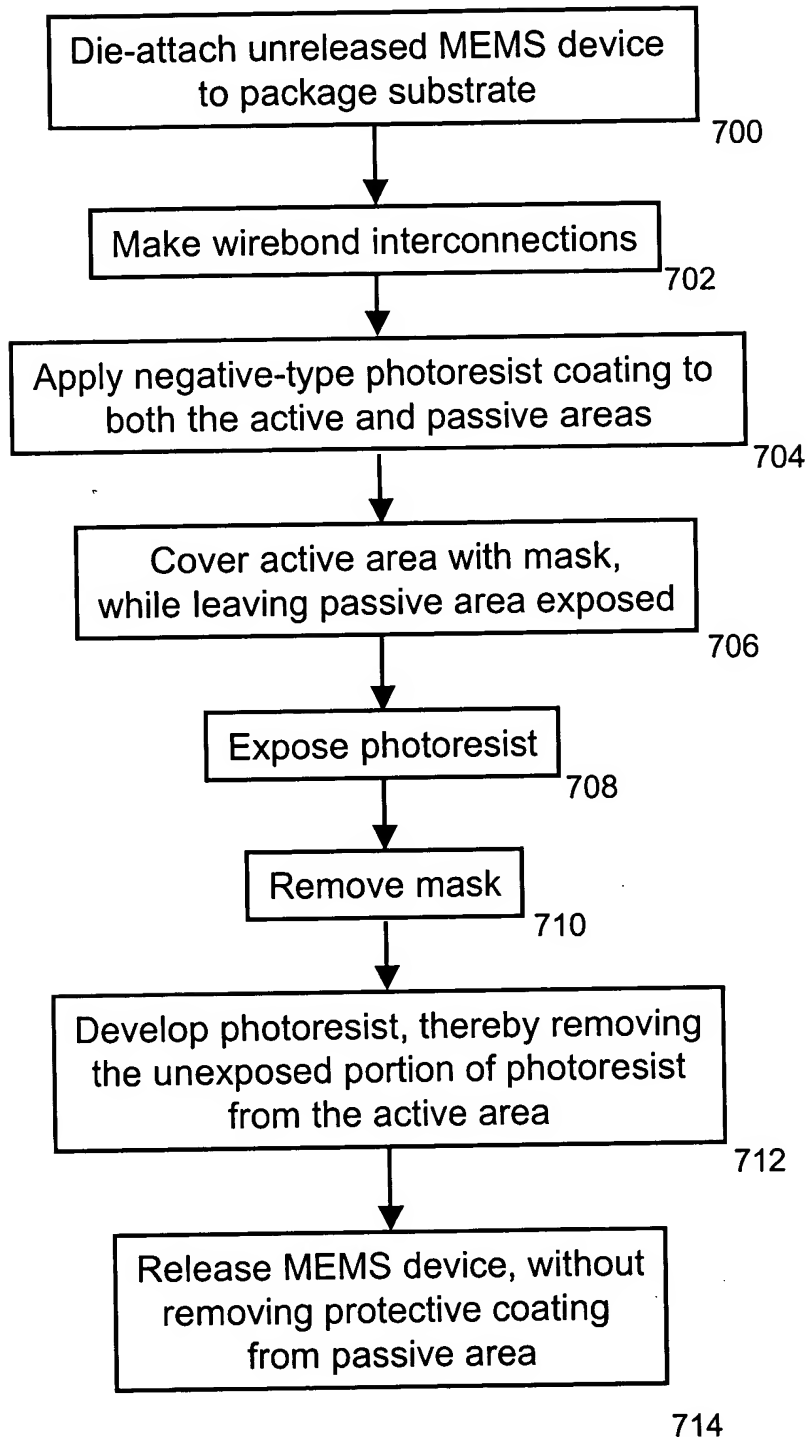 Die-attach unreleased MEMS device
to package substrate
700
Make wirebond interconnections
702
Apply negative-type photoresist coating to
both the active and passive areas
704
Cover active area with mask,
while leaving passive area exposed
706
Expose photoresist
708
Remove mask
710
Develop photoresist, thereby removing
the unexposed portion of photoresist
from the active area
712
Release MEMS device, without
removing protective coating
from passive area
714